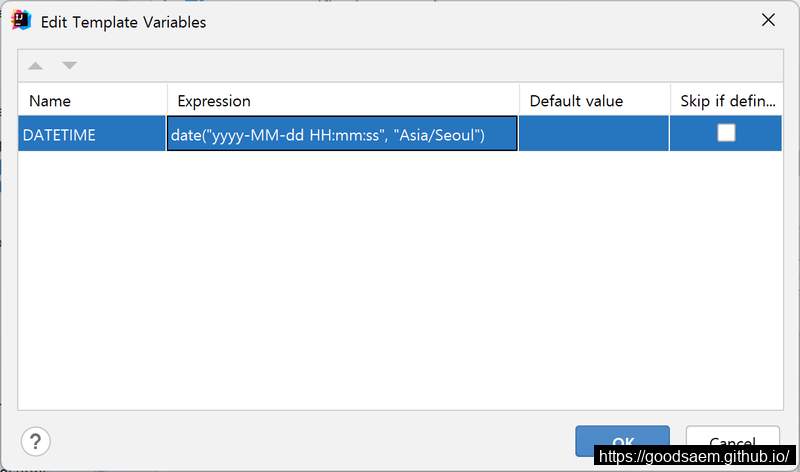 Edit Template Variables
Name Expression Default value Skip if defin...
DATETIME date("yyyy-MM-dd HH:mm:ss", "Asia/Seoul")
? OK Cancel
https://goodsaem.github.io/